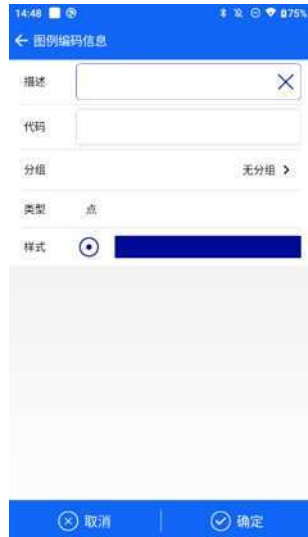 14:48 75%
图例编码信息
描述
代码
分组 无分组
类型 点
样式
取消 确定